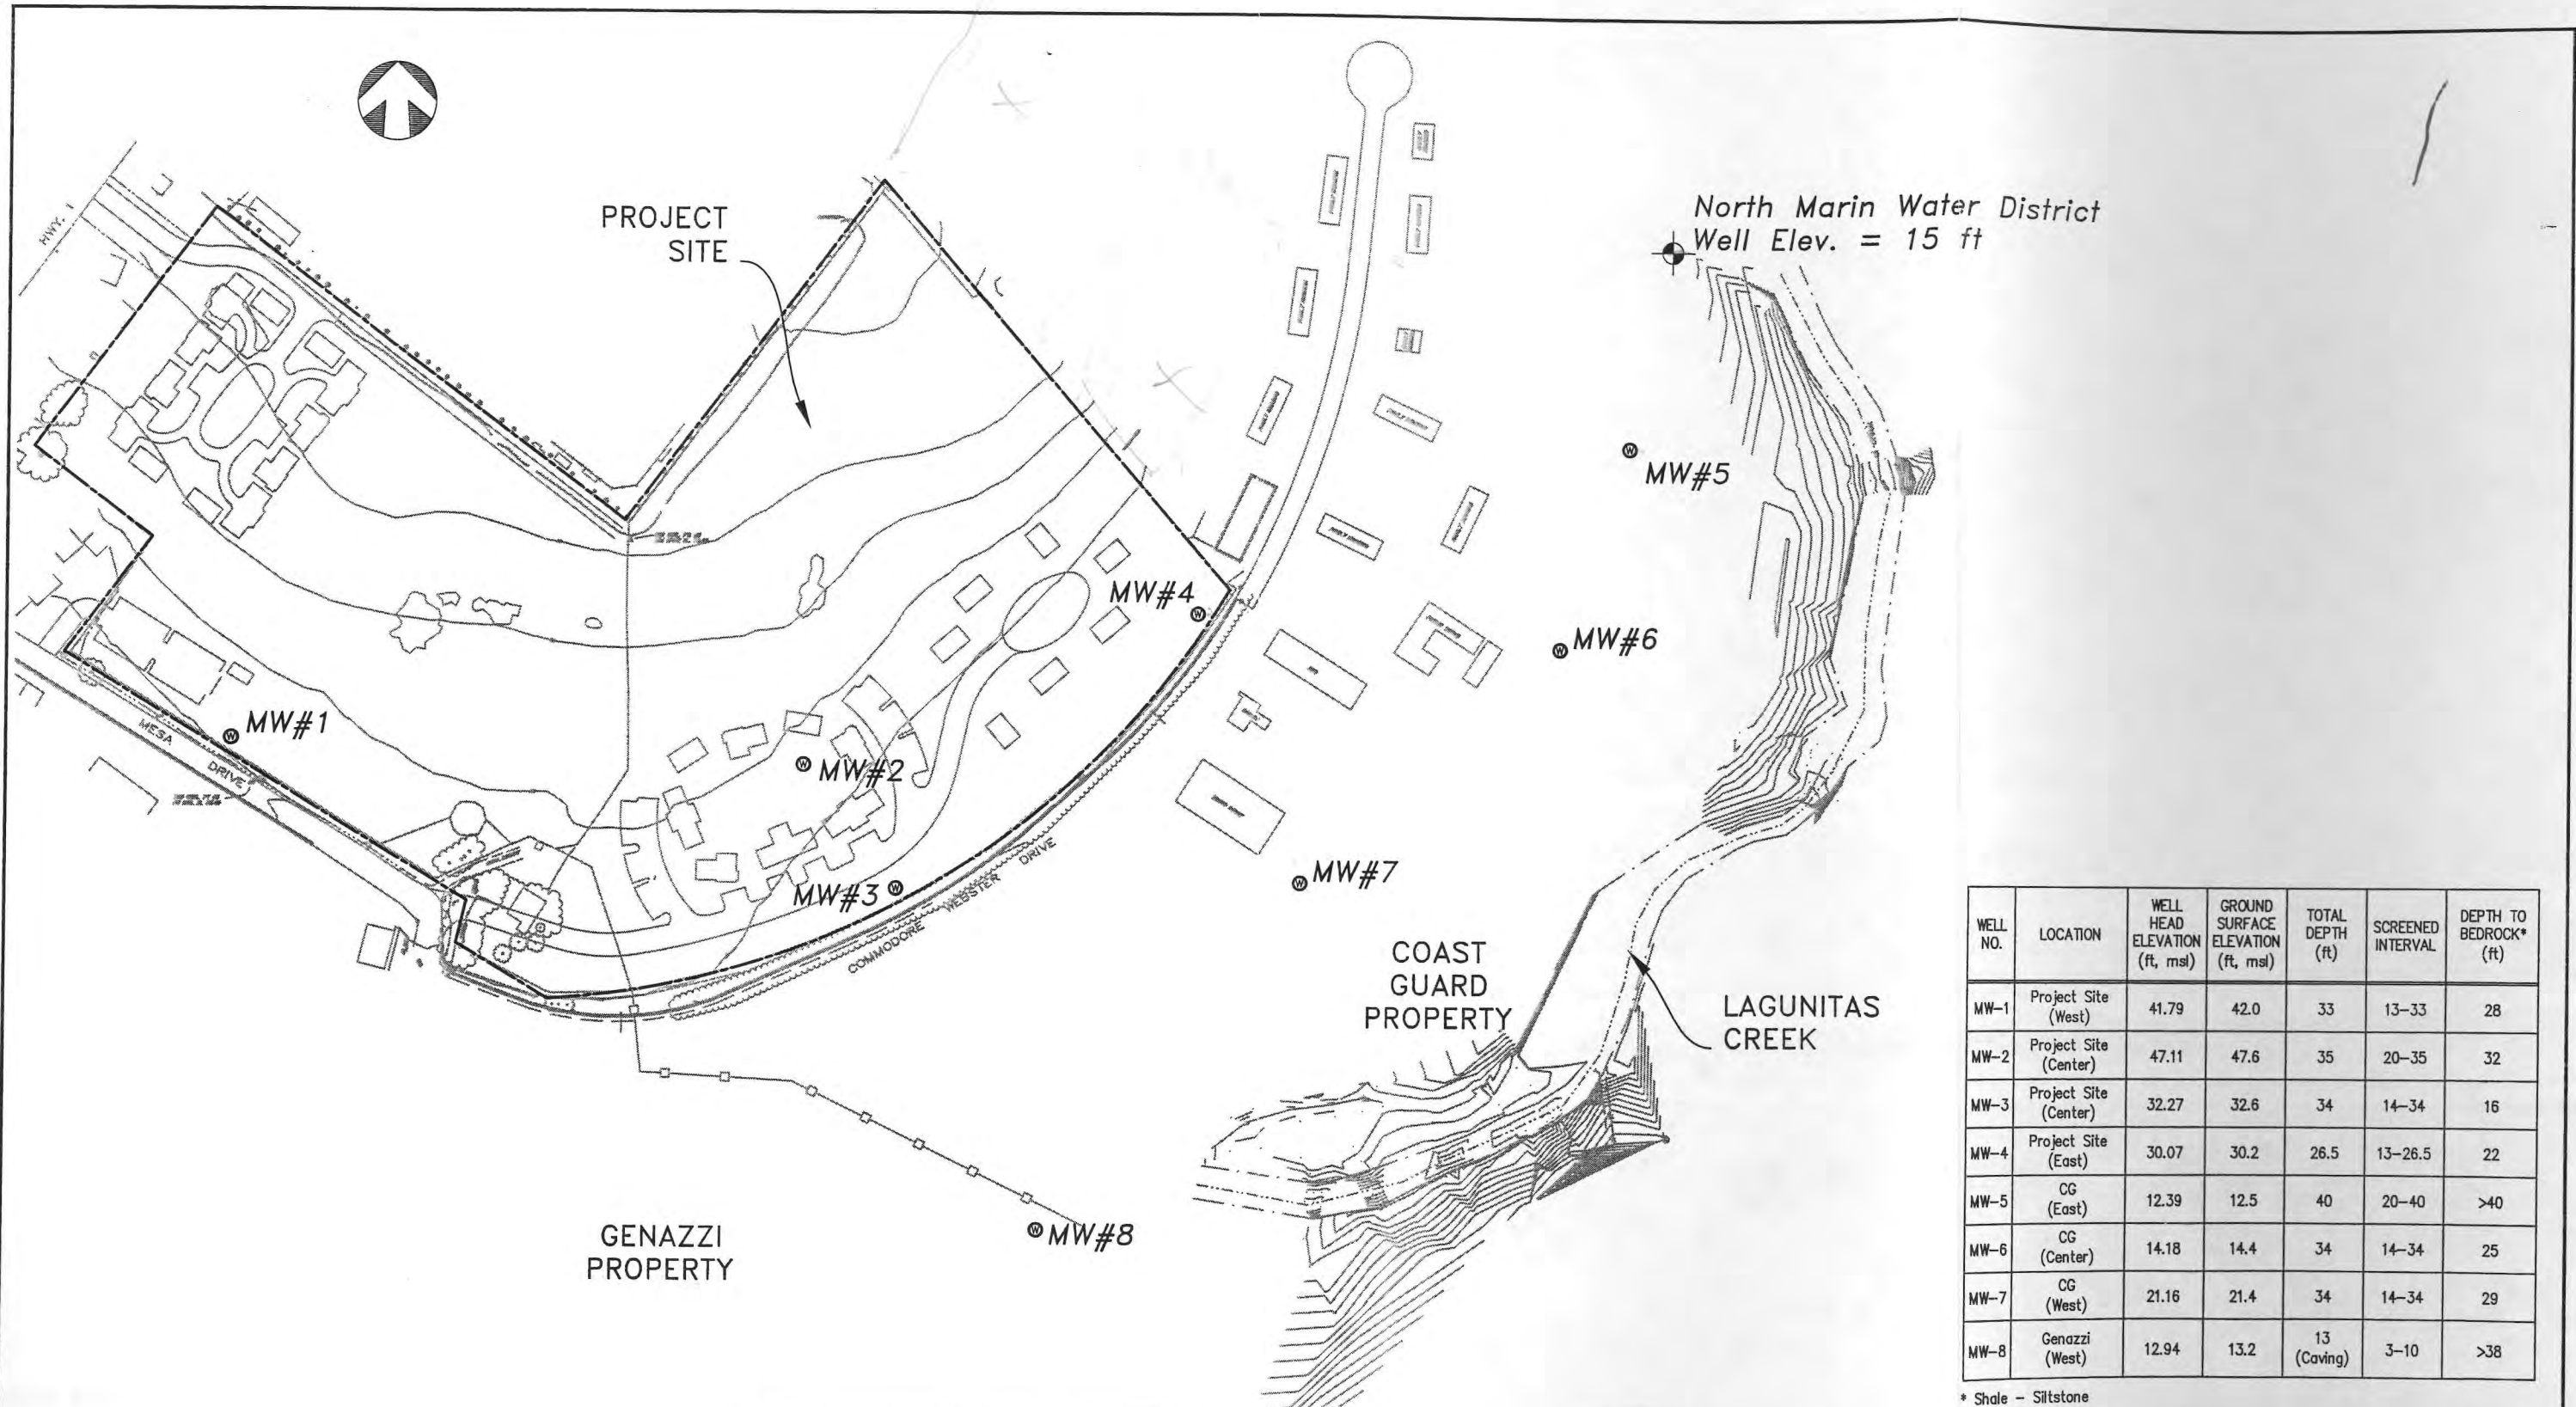 North Marin Water District
Well Elev. = 15 ft
PROJECT
SITE
HWY. 1
MW#5
MW#4
MW#6
MW#1
MESA
DRIVE
MW#2
MW#3
COMMODORE WEBSTER DRIVE
MW#7
COAST
GUARD
PROPERTY
LAGUNITAS
CREEK
GENAZZI
PROPERTY
MW#8
WELL NO. LOCATION WELL HEAD ELEVATION (ft, msl) GROUND SURFACE ELEVATION (ft, msl) TOTAL DEPTH (ft) SCREENED INTERVAL DEPTH TO BEDROCK* (ft)
MW-1 Project Site (West) 41.79 42.0 33 13-33 28
MW-2 Project Site (Center) 47.11 47.6 35 20-35 32
MW-3 Project Site (Center) 32.27 32.6 34 14-34 16
MW-4 Project Site (East) 30.07 30.2 26.5 13-26.5 22
MW-5 CG (East) 12.39 12.5 40 20-40 >40
MW-6 CG (Center) 14.18 14.4 34 14-34 25
MW-7 CG (West) 21.16 21.4 34 14-34 29
MW-8 Genazzi (West) 12.94 13.2 13 (Caving) 3-10 >38
* Shale - Siltstone